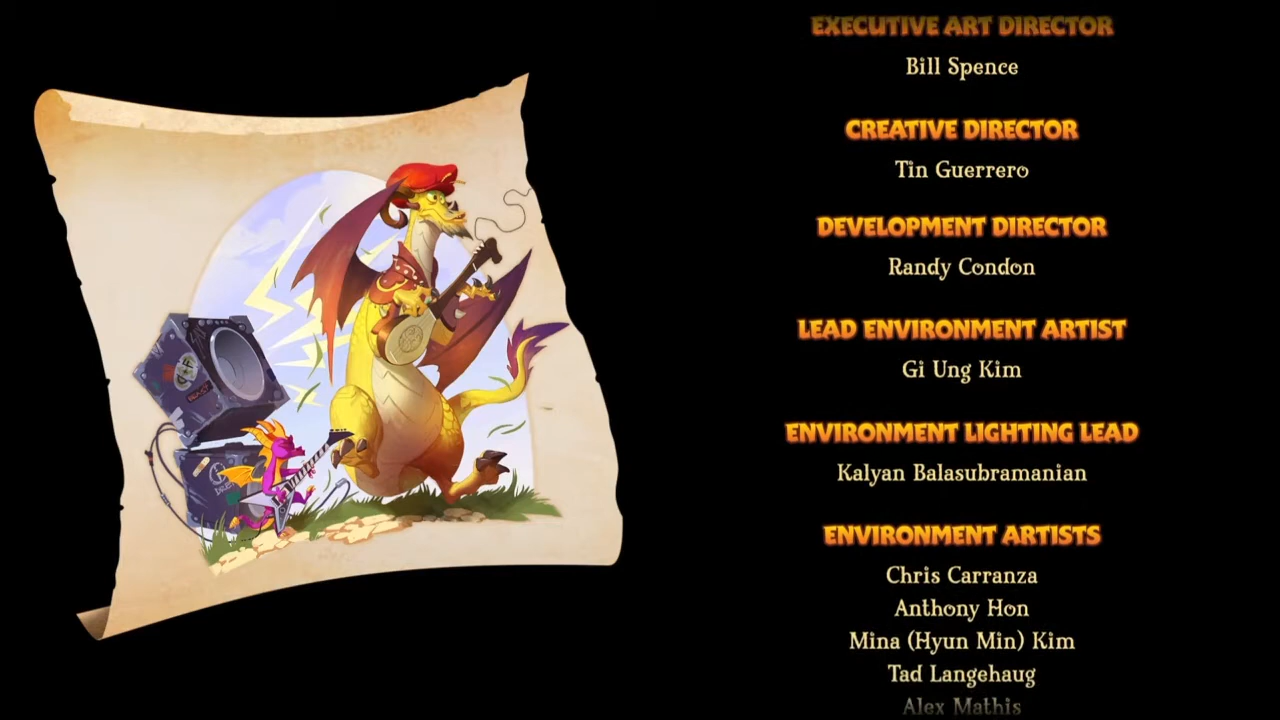 EXECUTIVE ART DIRECTOR
Bill Spence
CREATIVE DIRECTOR
Tin Guerrero
DEVELOPMENT DIRECTOR
Randy Condon
LEAD ENVIRONMENT ARTIST
Gi Ung Kim
ENVIRONMENT LIGHTING LEAD
Kalyan Balasubramanian
ENVIRONMENT ARTISTS
Chris Carranza
Anthony Hon
Mina (Hyun Min) Kim
Tad Langehaug
Alex Mathis